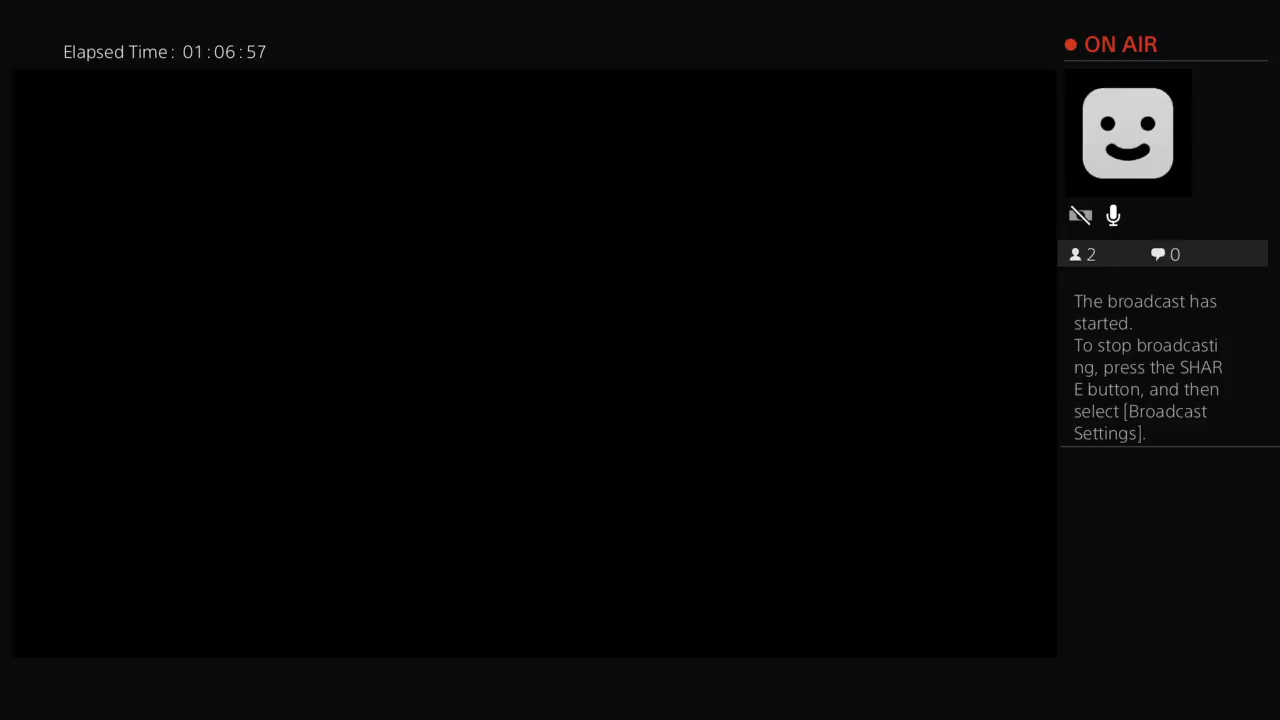 Elapsed Time: 01:06:57
ON AIR
2 0
The broadcast has
started.
To stop broadcasti
ng, press the SHAR
E button, and then
select [Broadcast
Settings].